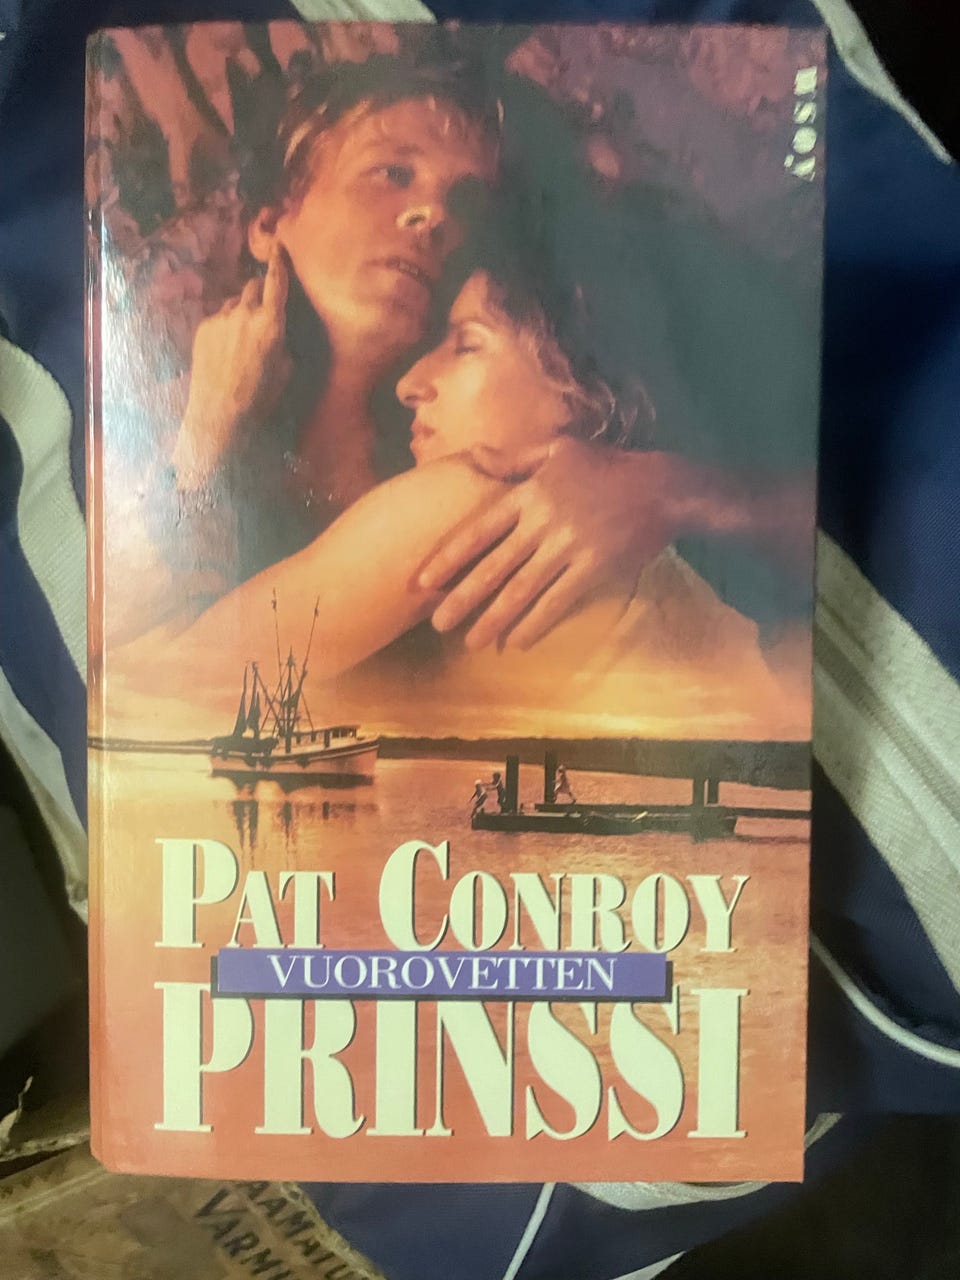 WSOY
PAT CONROY
VUOROVETTEN
PRINSSI